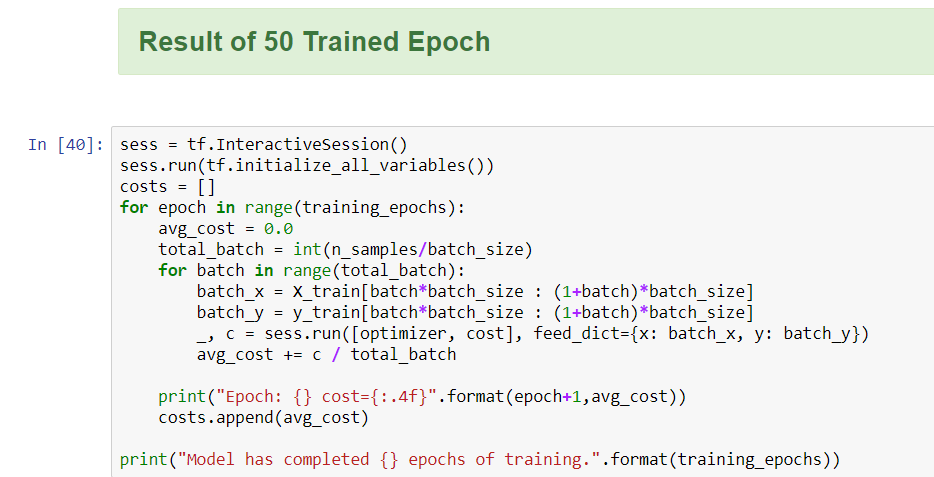 Result of 50 Trained Epoch
In [40]: sess = tf.InteractiveSession()
sess.run(tf.initialize_all_variables())
costs = []
for epoch in range(training_epochs):
    avg_cost = 0.0
    total_batch = int(n_samples/batch_size)
    for batch in range(total_batch):
        batch_x = X_train[batch*batch_size : (1+batch)*batch_size]
        batch_y = y_train[batch*batch_size : (1+batch)*batch_size]
        _, c = sess.run([optimizer, cost], feed_dict={x: batch_x, y: batch_y})
        avg_cost += c / total_batch
    print("Epoch: {} cost={:.4f}".format(epoch+1,avg_cost))
    costs.append(avg_cost)
print("Model has completed {} epochs of training.".format(training_epochs))